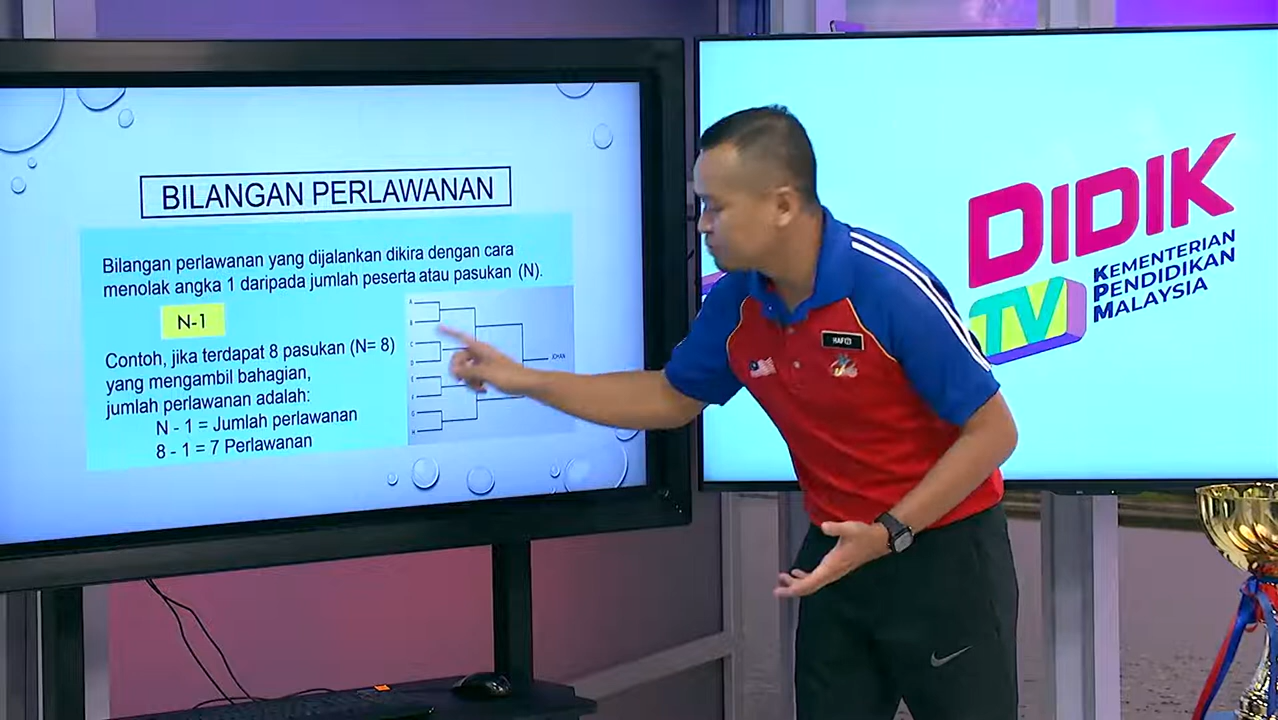 BILANGAN PERLAWANAN
Bilangan perlawanan yang dijalankan dikira dengan cara
menolak angka 1 daripada jumlah peserta atau pasukan (N).
N-1
Contoh, jika terdapat 8 pasukan (N= 8)
yang mengambil bahagian,
jumlah perlawanan adalah:
N - 1 = Jumlah perlawanan
8 - 1 = 7 Perlawanan
A
B
C
D
E
F
G
H
JOHAN
DIDIK
TV
KEMENTERIAN
PENDIDIKAN
MALAYSIA
HAFIZI